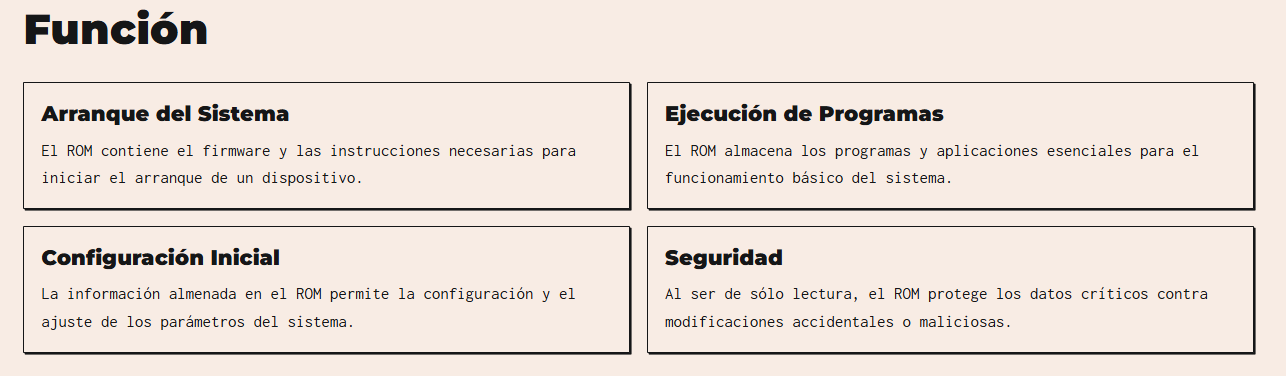 Función
Arranque del Sistema
El ROM contiene el firmware y las instrucciones necesarias para
iniciar el arranque de un dispositivo.
Ejecución de Programas
El ROM almacena los programas y aplicaciones esenciales para el
funcionamiento básico del sistema.
Configuración Inicial
La información almenada en el ROM permite la configuración y el
ajuste de los parámetros del sistema.
Seguridad
Al ser de sólo lectura, el ROM protege los datos críticos contra
modificaciones accidentales o maliciosas.